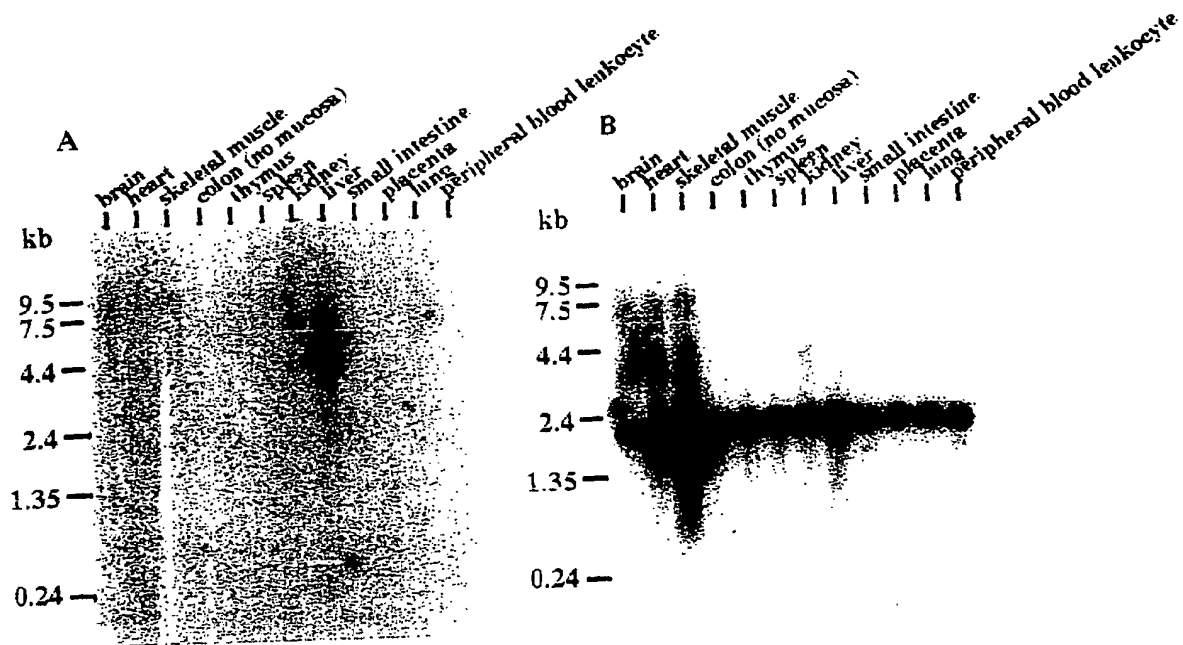 A
brain
heart
skeletal muscle
colon (no mucosa)
thymus
spleen
kidney
liver
small intestine
placenta
lung
peripheral blood leukocyte
kb
9.5
7.5
4.4
2.4
1.35
0.24
B
brain
heart
skeletal muscle
colon (no mucosa)
thymus
spleen
kidney
liver
small intestine
placenta
lung
peripheral blood leukocyte
kb
9.5
7.5
4.4
2.4
1.35
0.24